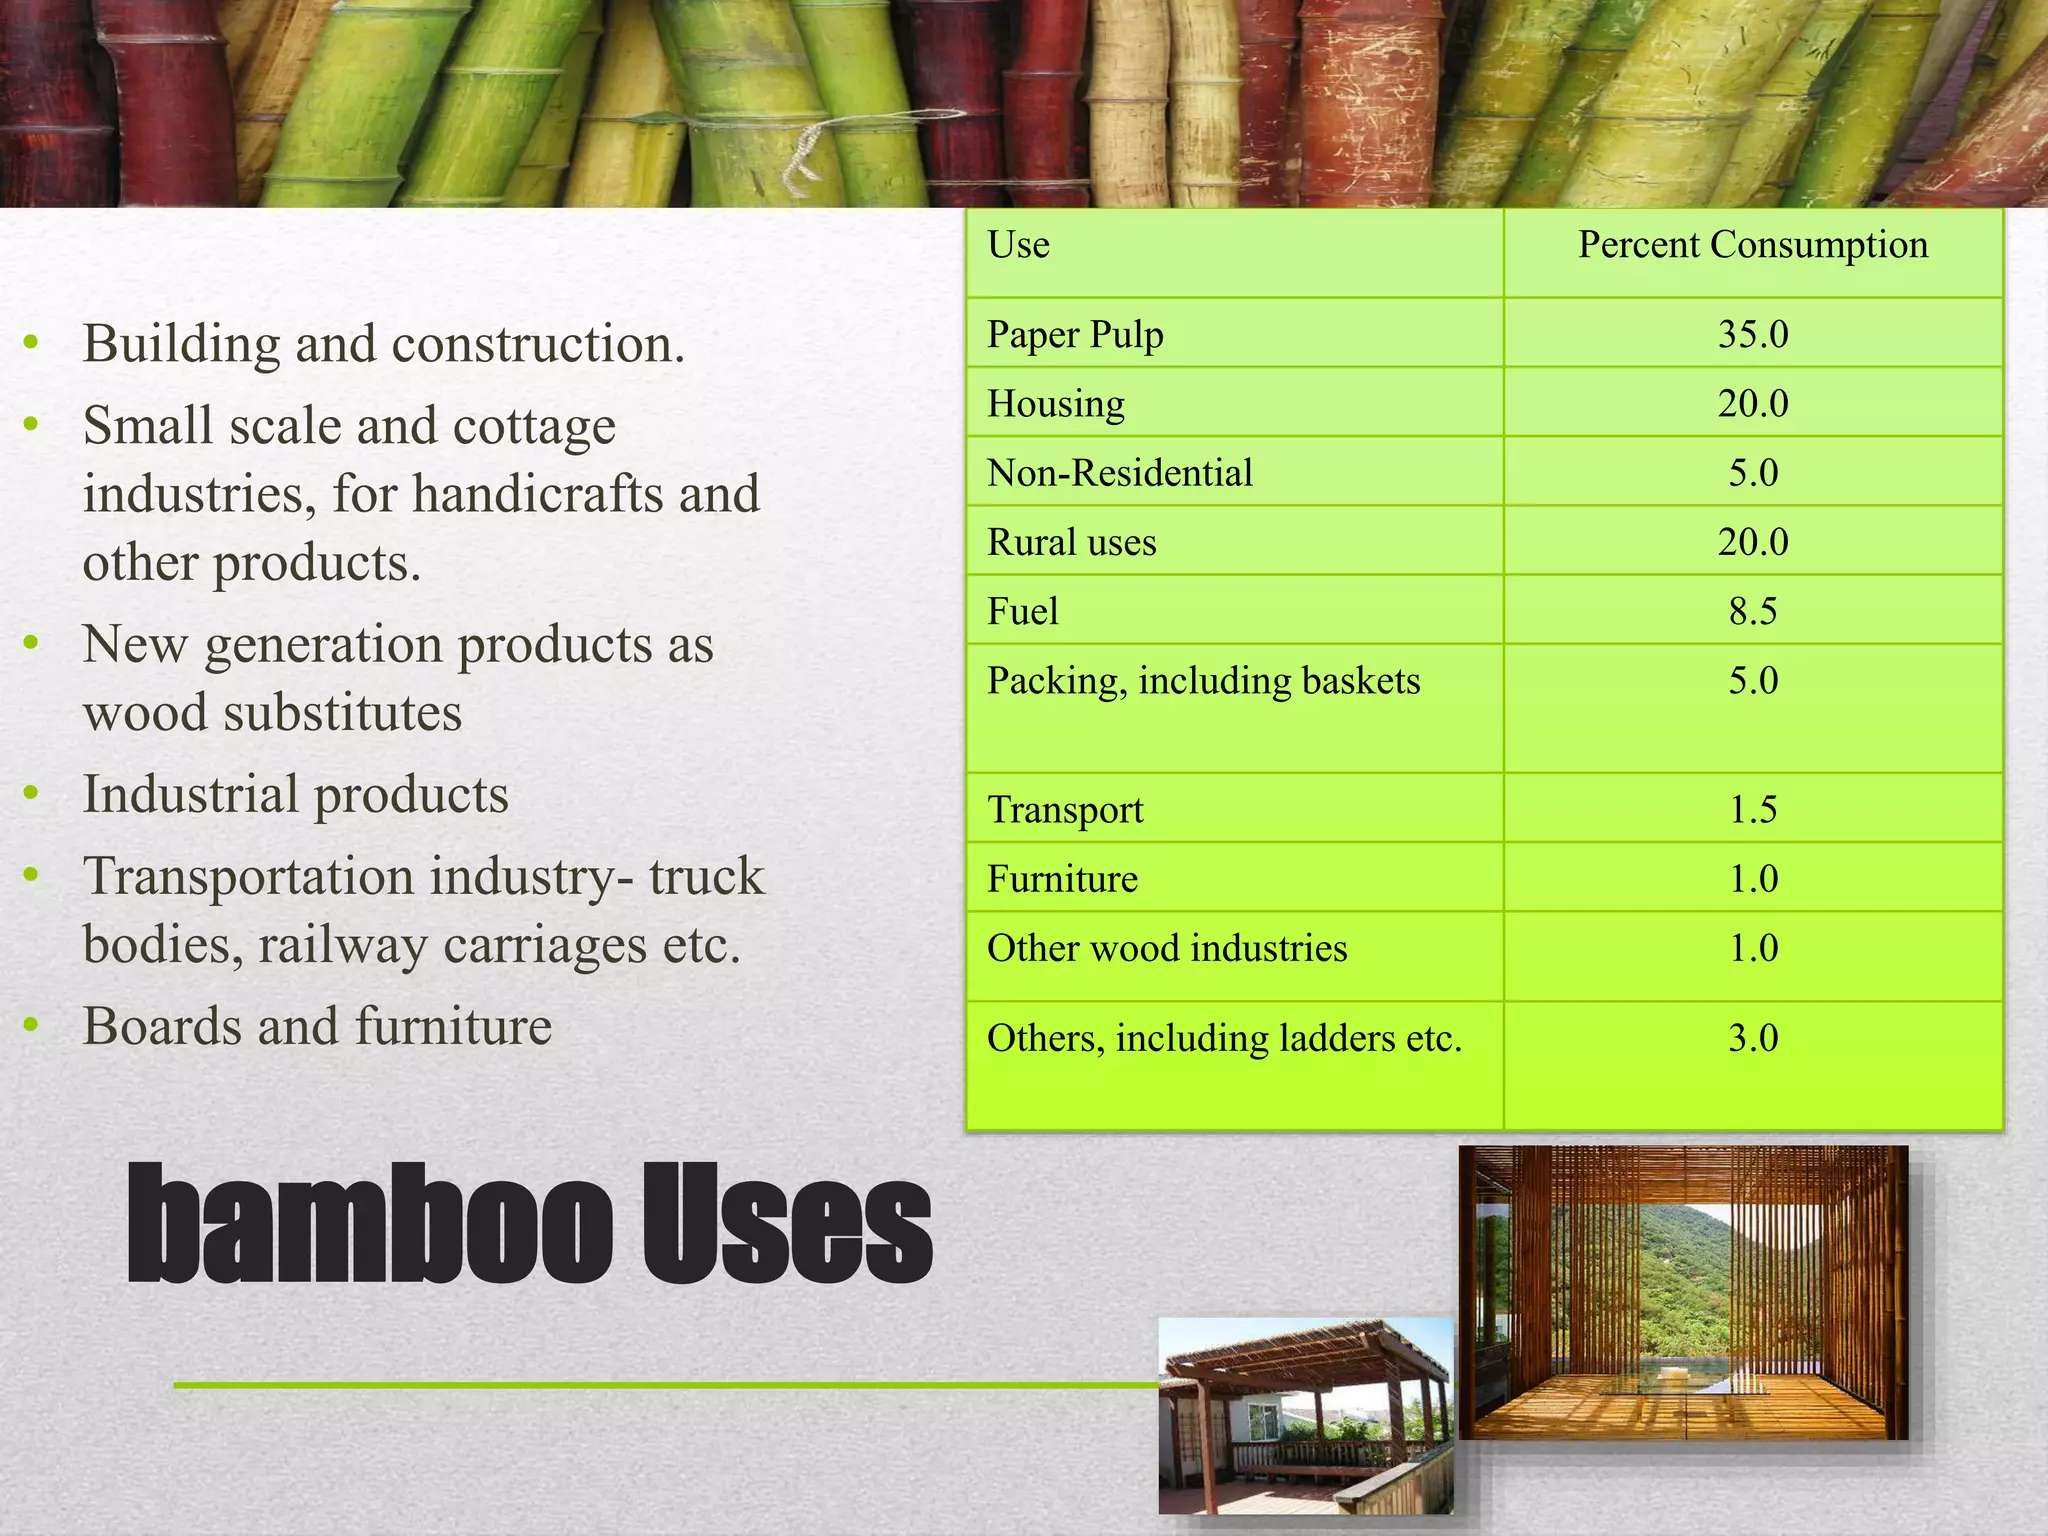 • Building and construction.
• Small scale and cottage
industries, for handicrafts and
other products.
• New generation products as
wood substitutes
• Industrial products
• Transportation industry- truck
bodies, railway carriages etc.
• Boards and furniture
Use Percent Consumption
Paper Pulp 35.0
Housing 20.0
Non-Residential 5.0
Rural uses 20.0
Fuel 8.5
Packing, including baskets 5.0
Transport 1.5
Furniture 1.0
Other wood industries 1.0
Others, including ladders etc. 3.0
bamboo Uses